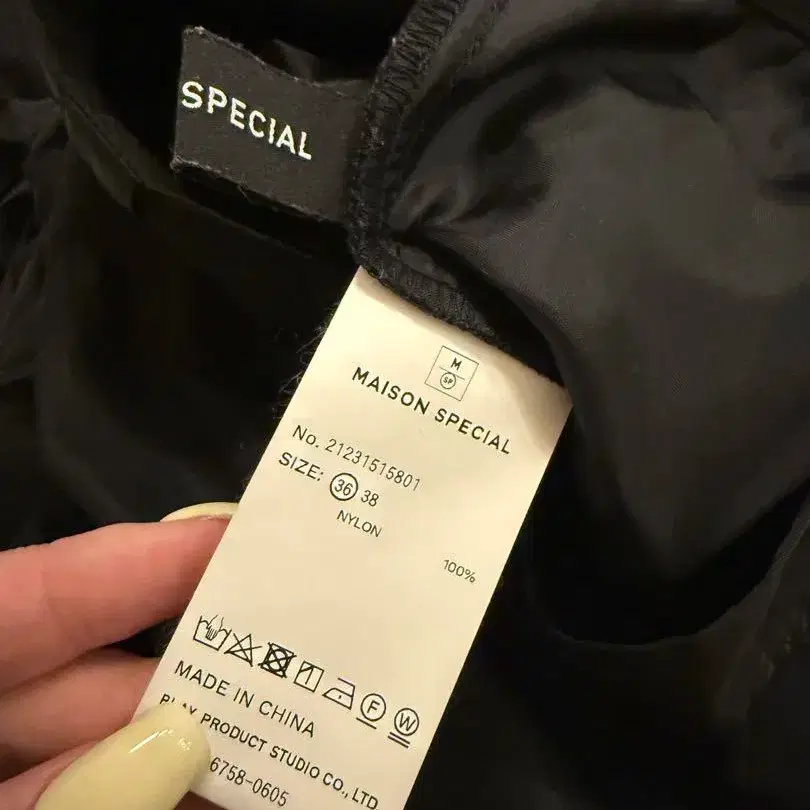 SPECIAL
M
SP
MAISON SPECIAL
No. 21231515801
SIZE: 36 38
NYLON
100%
F W
MADE IN CHINA
PLAY PRODUCT STUDIO CO., LTD
6758-0605